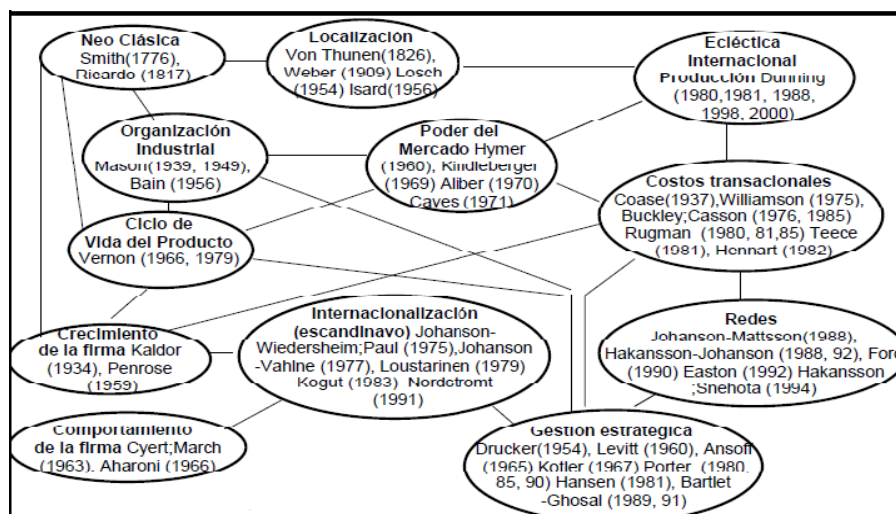 Neo Clásica
Smith(1776),
Ricardo (1817)
Localización
Von Thunen(1826),
Weber (1909) Losch
(1954) Isard(1956)
Ecléctica
Internacional
Producción Dunning
(1980,1981, 1988,
1998, 2000)
Organización
Industrial
Mason(1939, 1949),
Bain (1956)
Poder del
Mercado Hymer
(1960), Kindleberger
(1969) Aliber (1970)
Caves (1971)
Costos transacionales
Coase(1937),Williamson (1975),
Buckley;Casson (1976, 1985)
Rugman (1980, 81,85) Teece
(1981), Hennart (1982)
Ciclo de
Vida del Producto
Vernon (1966, 1979)
Crecimiento
de la firma Kaldor
(1934), Penrose
(1959)
Internacionalización
(escandinavo) Johanson-
Wiedersheim;Paul (1975),Johanson
-Vahlne (1977), Loustarinen (1979)
Kogut (1983) Nordstromt
(1991)
Redes
Johanson-Mattsson(1988),
Hakansson-Johanson (1988, 92), Ford
(1990) Easton (1992) Hakansson
;Snehota (1994)
Comportamiento
de la firma Cyert;March
(1963). Aharoni (1966)
Gestión estratégica
Drucker(1954), Levitt (1960), Ansoff
(1965) Kotler (1967) Porter (1980,
85, 90) Hansen (1981), Bartlet
-Ghosal (1989, 91)